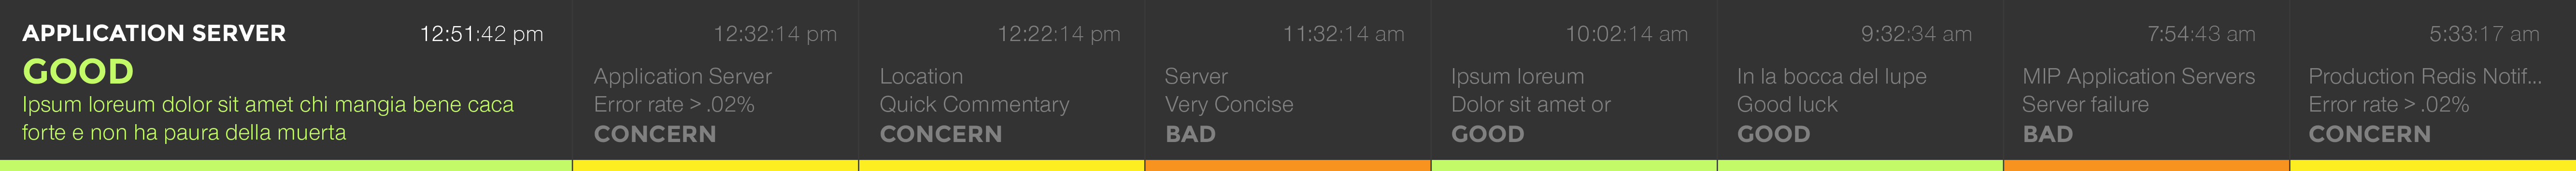 APPLICATION SERVER
12:51:42 pm
GOOD
Ipsum loreum dolor sit amet chi mangia bene caca
forte e non ha paura della muerta
12:32:14 pm
Application Server
Error rate > .02%
CONCERN
12:22:14 pm
Location
Quick Commentary
CONCERN
11:32:14 am
Server
Very Concise
BAD
10:02:14 am
Ipsum loreum
Dolor sit amet or
GOOD
9:32:34 am
In la bocca del lupe
Good luck
GOOD
7:54:43 am
MIP Application Servers
Server failure
BAD
5:33:17 am
Production Redis Notif...
Error rate > .02%
CONCERN